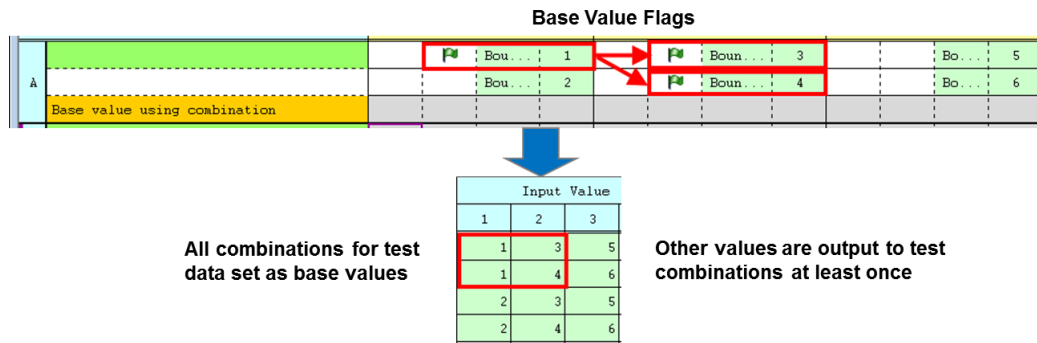 Base Value Flags
Bou... 1 Boun... 3 Bo... 5
A
Bou... 2 Boun... 4 Bo... 6
Base value using combination
Input Value
1 2 3
1 3 5
1 4 6
2 3 5
2 4 6
All combinations for test
data set as base values
Other values are output to test
combinations at least once